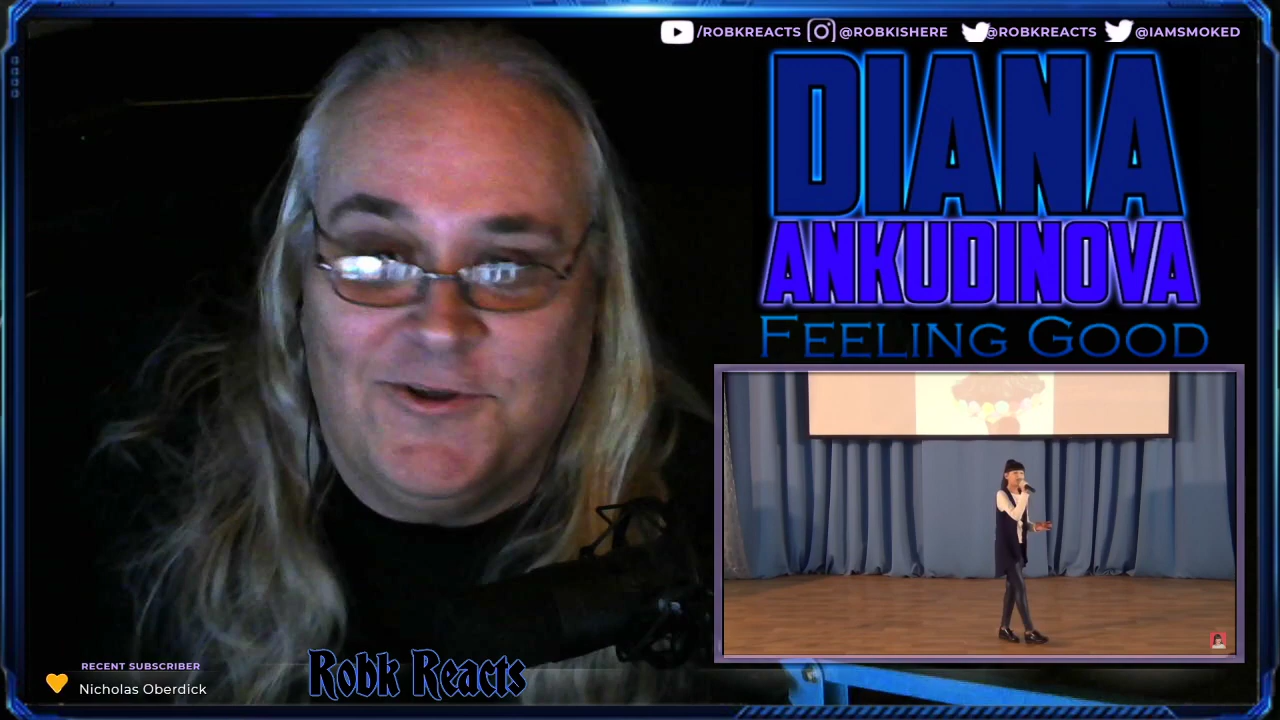 /ROBKREACTS @ROBKISHERE @ROBKREACTS @IAMSMOKED
DIANA
ANKUDINOVA
FEELING GOOD
RECENT SUBSCRIBER
Nicholas Oberdick
Robk Reacts